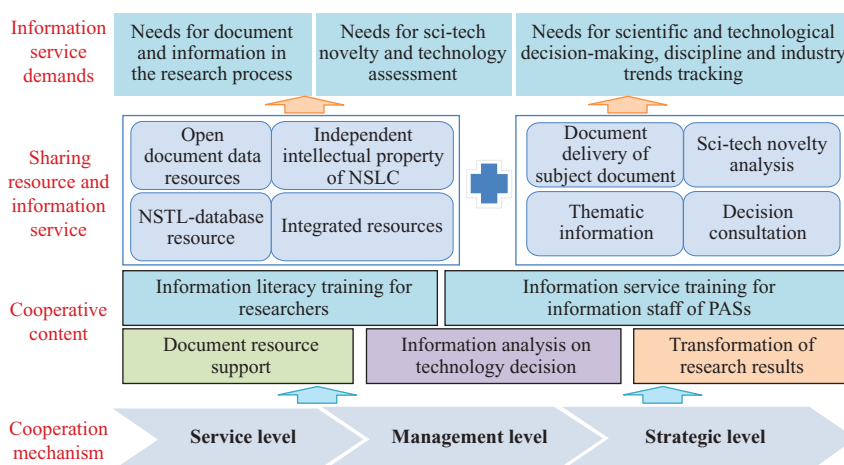 Information
service
demands
Needs for document
and information in
the research process
Needs for sci-tech
novelty and technology
assessment
Needs for scientific and technological
decision-making, discipline and industry
trends tracking
Sharing
resource and
information
service
Open
document data
resources
Independent
intellectual property
of NSLC
NSTL-database
resource
Integrated resources
Document
delivery of
subject document
Sci-tech novelty
analysis
Thematic
information
Decision
consultation
Cooperative
content
Information literacy training for
researchers
Information service training for
information staff of PASs
Document resource
support
Information analysis on
technology decision
Transformation of
research results
Cooperation
mechanism
Service level
Management level
Strategic level